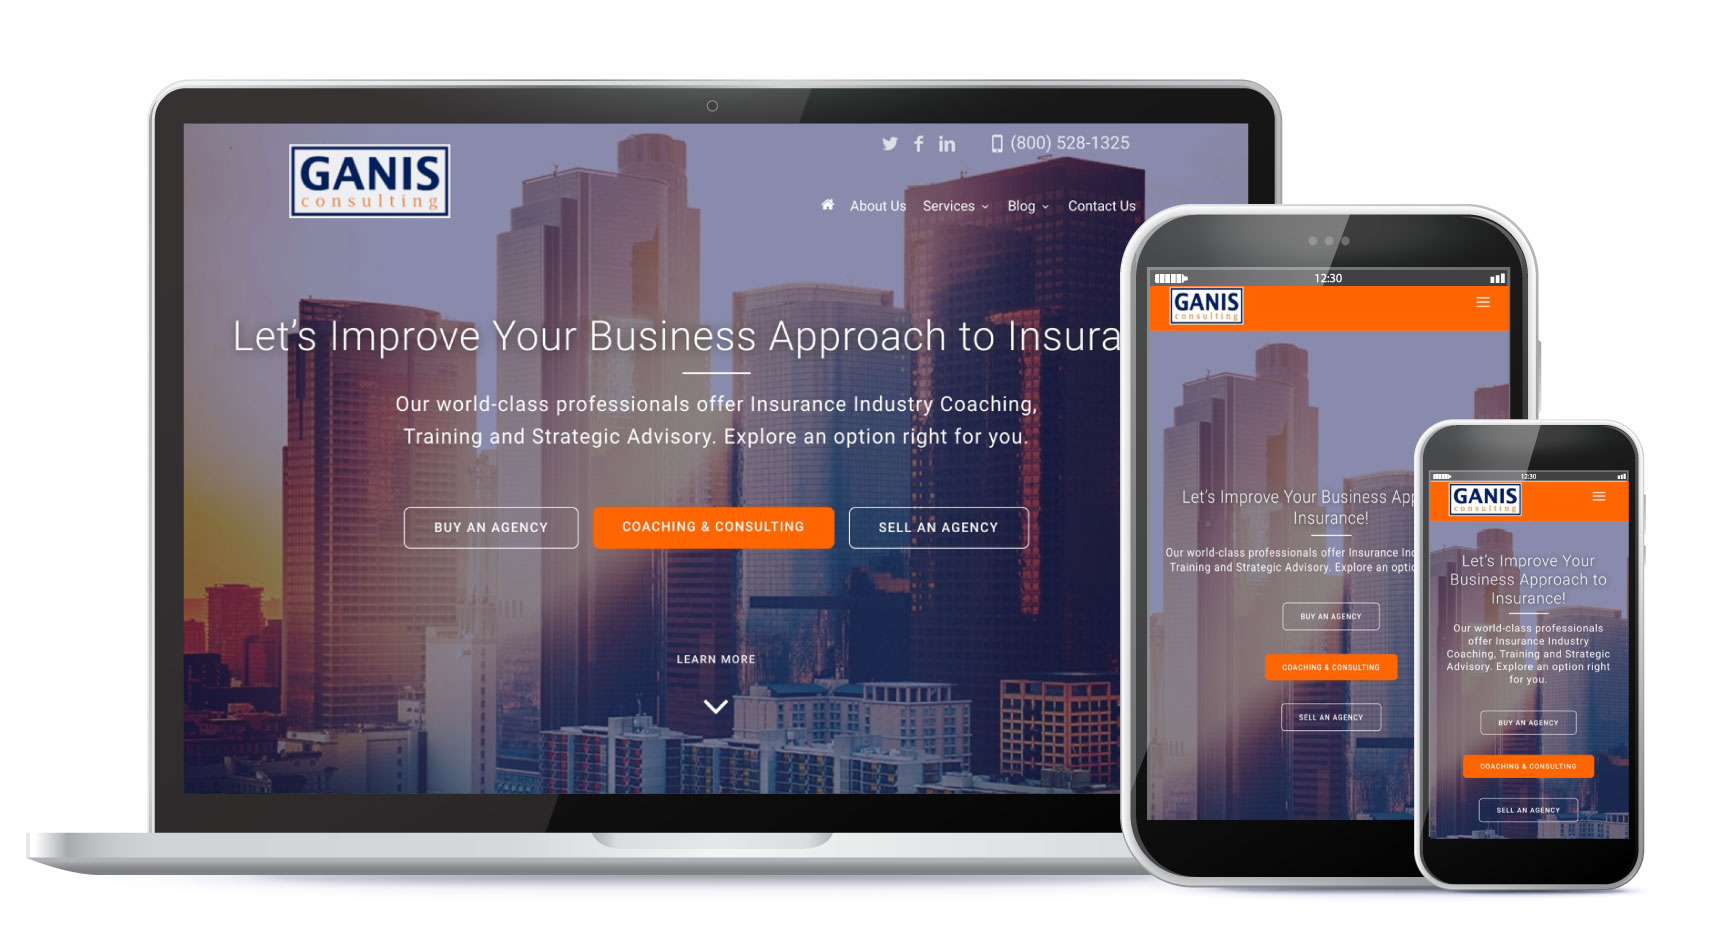 GANIS
consulting
(800) 528-1325
About Us Services Blog Contact Us
Let's Improve Your Business Approach to Insura
Our world-class professionals offer Insurance Industry Coaching,
Training and Strategic Advisory. Explore an option right for you.
BUY AN AGENCY COACHING & CONSULTING SELL AN AGENCY
LEARN MORE
12:30
GANIS
consulting
Let's Improve Your Business App
Insurance!
Our world-class professionals offer Insurance In
Training and Strategic Advisory. Explore an opti
BUY AN AGENCY
COACHING & CONSULTING
SELL AN AGENCY
12:30
GANIS
consulting
Let's Improve Your
Business Approach to
Insurance!
Our world-class professionals
offer Insurance Industry
Coaching, Training and Strategic
Advisory. Explore an option right
for you.
BUY AN AGENCY
COACHING & CONSULTING
SELL AN AGENCY